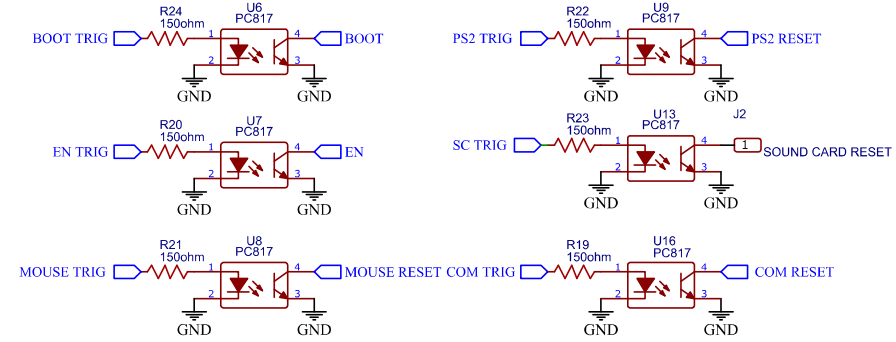 R24
150ohm
U6
PC817
BOOT TRIG
1
2
4
3
BOOT
GND
GND
R22
150ohm
U9
PC817
PS2 TRIG
1
2
4
3
PS2 RESET
GND
GND
R20
150ohm
U7
PC817
EN TRIG
1
2
4
3
EN
GND
GND
R23
150ohm
U13
PC817
J2
SC TRIG
1
2
4
3
1
SOUND CARD RESET
GND
GND
R21
150ohm
U8
PC817
MOUSE TRIG
1
2
4
3
MOUSE RESET
GND
GND
R19
150ohm
U16
PC817
COM TRIG
1
2
4
3
COM RESET
GND
GND